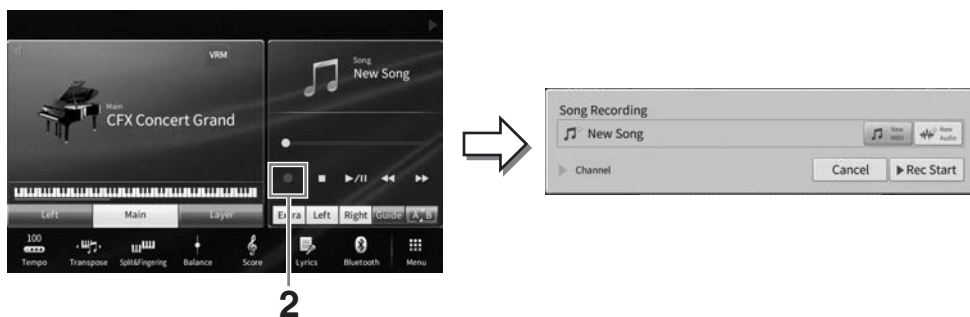 VRM
Main
CFX Concert Grand
Song
New Song
Left
Main
Layer
Extra
Left
Right
Guide
A B
100
Tempo
Transpose
Split&Fingering
Balance
Score
Lyrics
Bluetooth
Menu
2
Song Recording
New Song
New
MIDI
New
Audio
Channel
Cancel
Rec Start